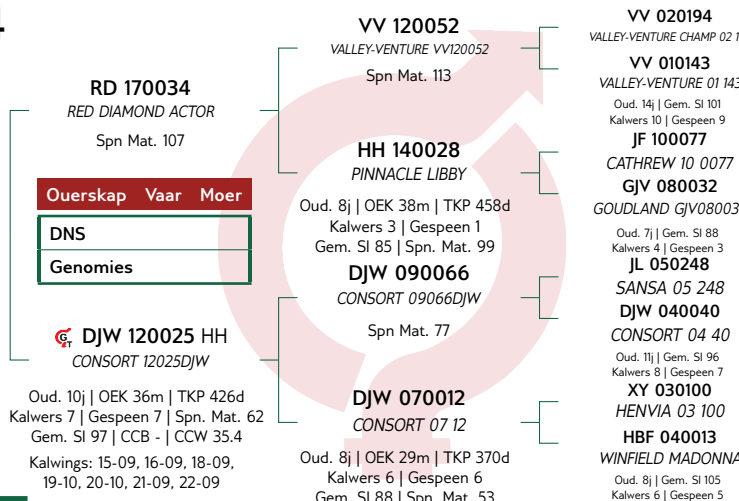 RD 170034
RED DIAMOND ACTOR
Spn Mat. 107
Ouerskap Vaar Moer
DNS
Genomies
DJW 120025 HH
CONSORT 12025DJW
Oud. 10j | OEK 36m | TKP 426d
Kalwers 7 | Gespeen 7 | Spn. Mat. 62
Gem. SI 97 | CCB - | CCW 35.4
Kalwings: 15-09, 16-09, 18-09,
19-10, 20-10, 21-09, 22-09
VV 120052
VALLEY-VENTURE VV120052
Spn Mat. 113
HH 140028
PINNACLE LIBBY
Oud. 8j | OEK 38m | TKP 458d
Kalwers 3 | Gespeen 1
Gem. SI 85 | Spn. Mat. 99
DJW 090066
CONSORT 09066DJW
Spn Mat. 77
DJW 070012
CONSORT 07 12
Oud. 8j | OEK 29m | TKP 370d
Kalwers 6 | Gespeen 6
Gem. SI 88 | Spn. Mat. 53
VV 020194
VALLEY-VENTURE CHAMP 02 1
VV 010143
VALLEY-VENTURE 01 143
Oud. 14j | Gem. SI 101
Kalwers 10 | Gespeen 9
JF 100077
CATHREW 10 0077
GJV 080032
GOUDLAND GJV08003
Oud. 7j | Gem. SI 88
Kalwers 4 | Gespeen 3
JL 050248
SANSA 05 248
DJW 040040
CONSORT 04 40
Oud. 11j | Gem. SI 96
Kalwers 8 | Gespeen 7
XY 030100
HENVIA 03 100
HBF 040013
WINFIELD MADONNA
Oud. 8j | Gem. SI 105
Kalwers 6 | Gespeen 5